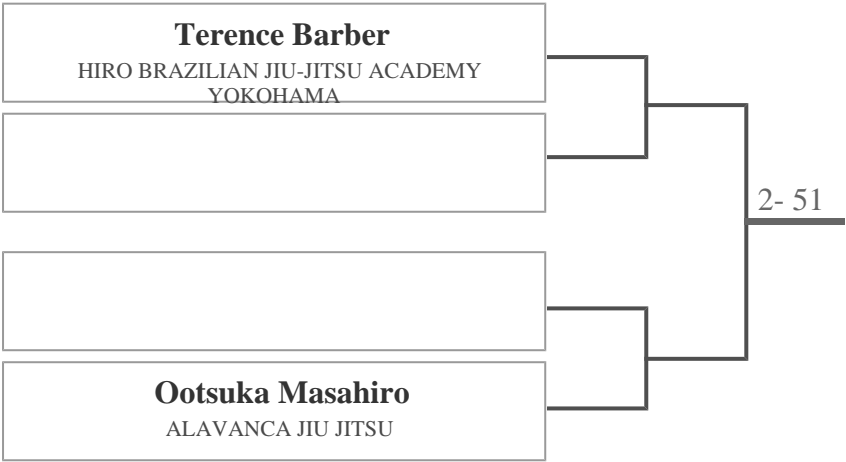 Terence Barber
HIRO BRAZILIAN JIU-JITSU ACADEMY
YOKOHAMA
2- 51
Ootsuka Masahiro
ALAVANCA JIU JITSU